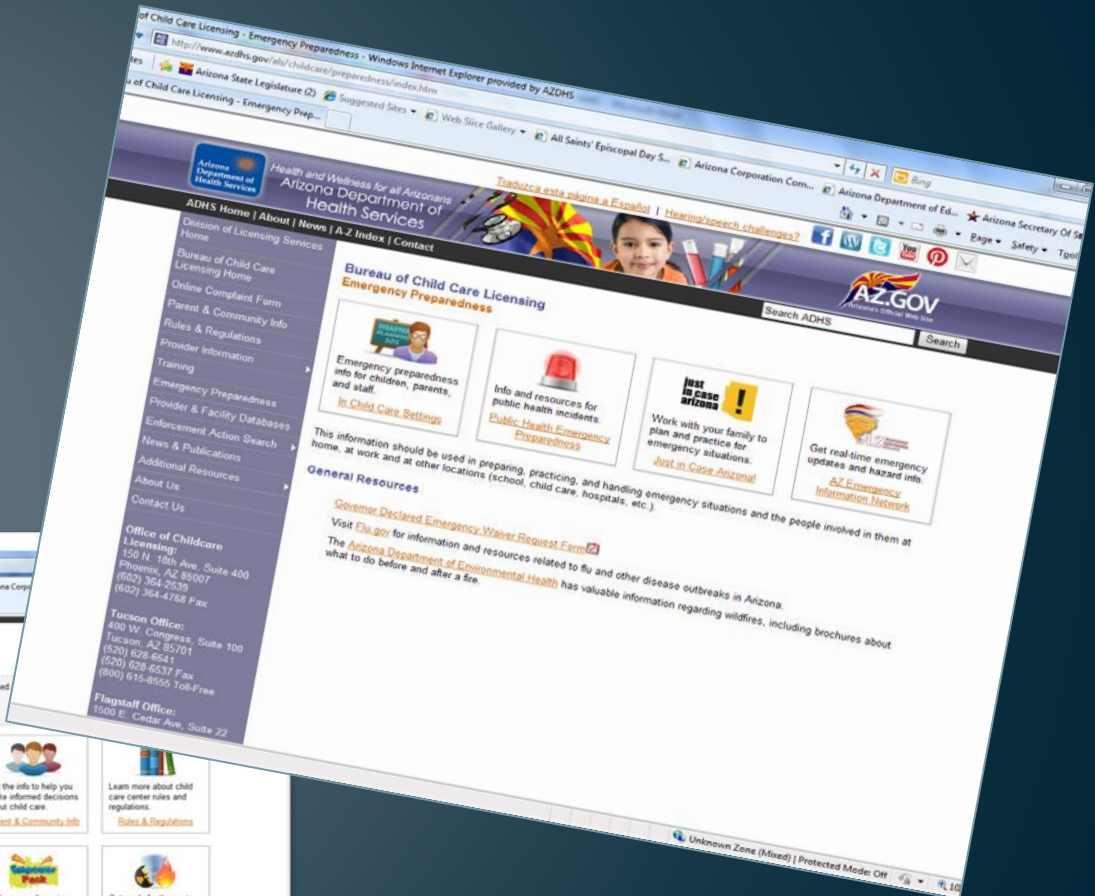 of Child Care Licensing - Emergency Preparedness - Windows Internet Explorer provided by AZDHS
http://www.azdhs.gov/als/childcare/preparedness/index.htm
Bing
Arizona State Legislature (2)
Suggested Sites
Web Slice Gallery
All Saints' Episcopal Day S...
Arizona Corporation Com...
Arizona Department of Ed...
Arizona Secretary Of
u of Child Care Licensing - Emergency Prep...
Page
Safety
Arizona Department of Health Services
Health and Wellness for all Arizonans
Arizona Department of
Health Services
Traduzca esta página a Español | Hearing/speech challenges?
You
AZ.GOV
Arizona's Official Web Site
ADHS Home | About | News | A-Z Index | Contact
Search ADHS
Search
Division of Licensing Services
Home
Bureau of Child Care
Licensing Home
Online Complaint Form
Parent & Community Info
Rules & Regulations
Provider Information
Training
Emergency Preparedness
Provider & Facility Databases
Enforcement Action Search
News & Publications
Additional Resources
About Us
Contact Us
Office of Childcare
Licensing:
150 N. 18th Ave, Suite 400
Phoenix, AZ 85007
(602) 364-2539
(602) 364-4768 Fax
Tucson Office:
400 W. Congress, Suite 100
Tucson, AZ 85701
(520) 628-6541
(520) 628-6537 Fax
(800) 615-8555 Toll-Free
Flagstaff Office:
1500 E. Cedar Ave, Suite 22
Bureau of Child Care Licensing
Emergency Preparedness
DISASTER
PLANNING
101
Emergency preparedness
info for children, parents,
and staff.
In Child Care Settings
Info and resources for
public health incidents.
Public Health Emergency
Preparedness
just
in case
arizona
!
Work with your family to
plan and practice for
emergency situations.
Just in Case Arizona!
Get real-time emergency
updates and hazard info.
AZ Emergency
Information Network
This information should be used in preparing, practicing, and handling emergency situations and the people involved in them at
home, at work and at other locations (school, child care, hospitals, etc.).
General Resources
Governor Declared Emergency Waiver Request Form
Visit Flu.gov for information and resources related to flu and other disease outbreaks in Arizona.
The Arizona Department of Environmental Health has valuable information regarding wildfires, including brochures about
what to do before and after a fire.
Unknown Zone (Mixed) | Protected Mode: Off
the info to help you
informed decisions
child care.
& Community Info
Learn more about child
care center rules and
regulations.
Rules & Regulations
Empower
Pack